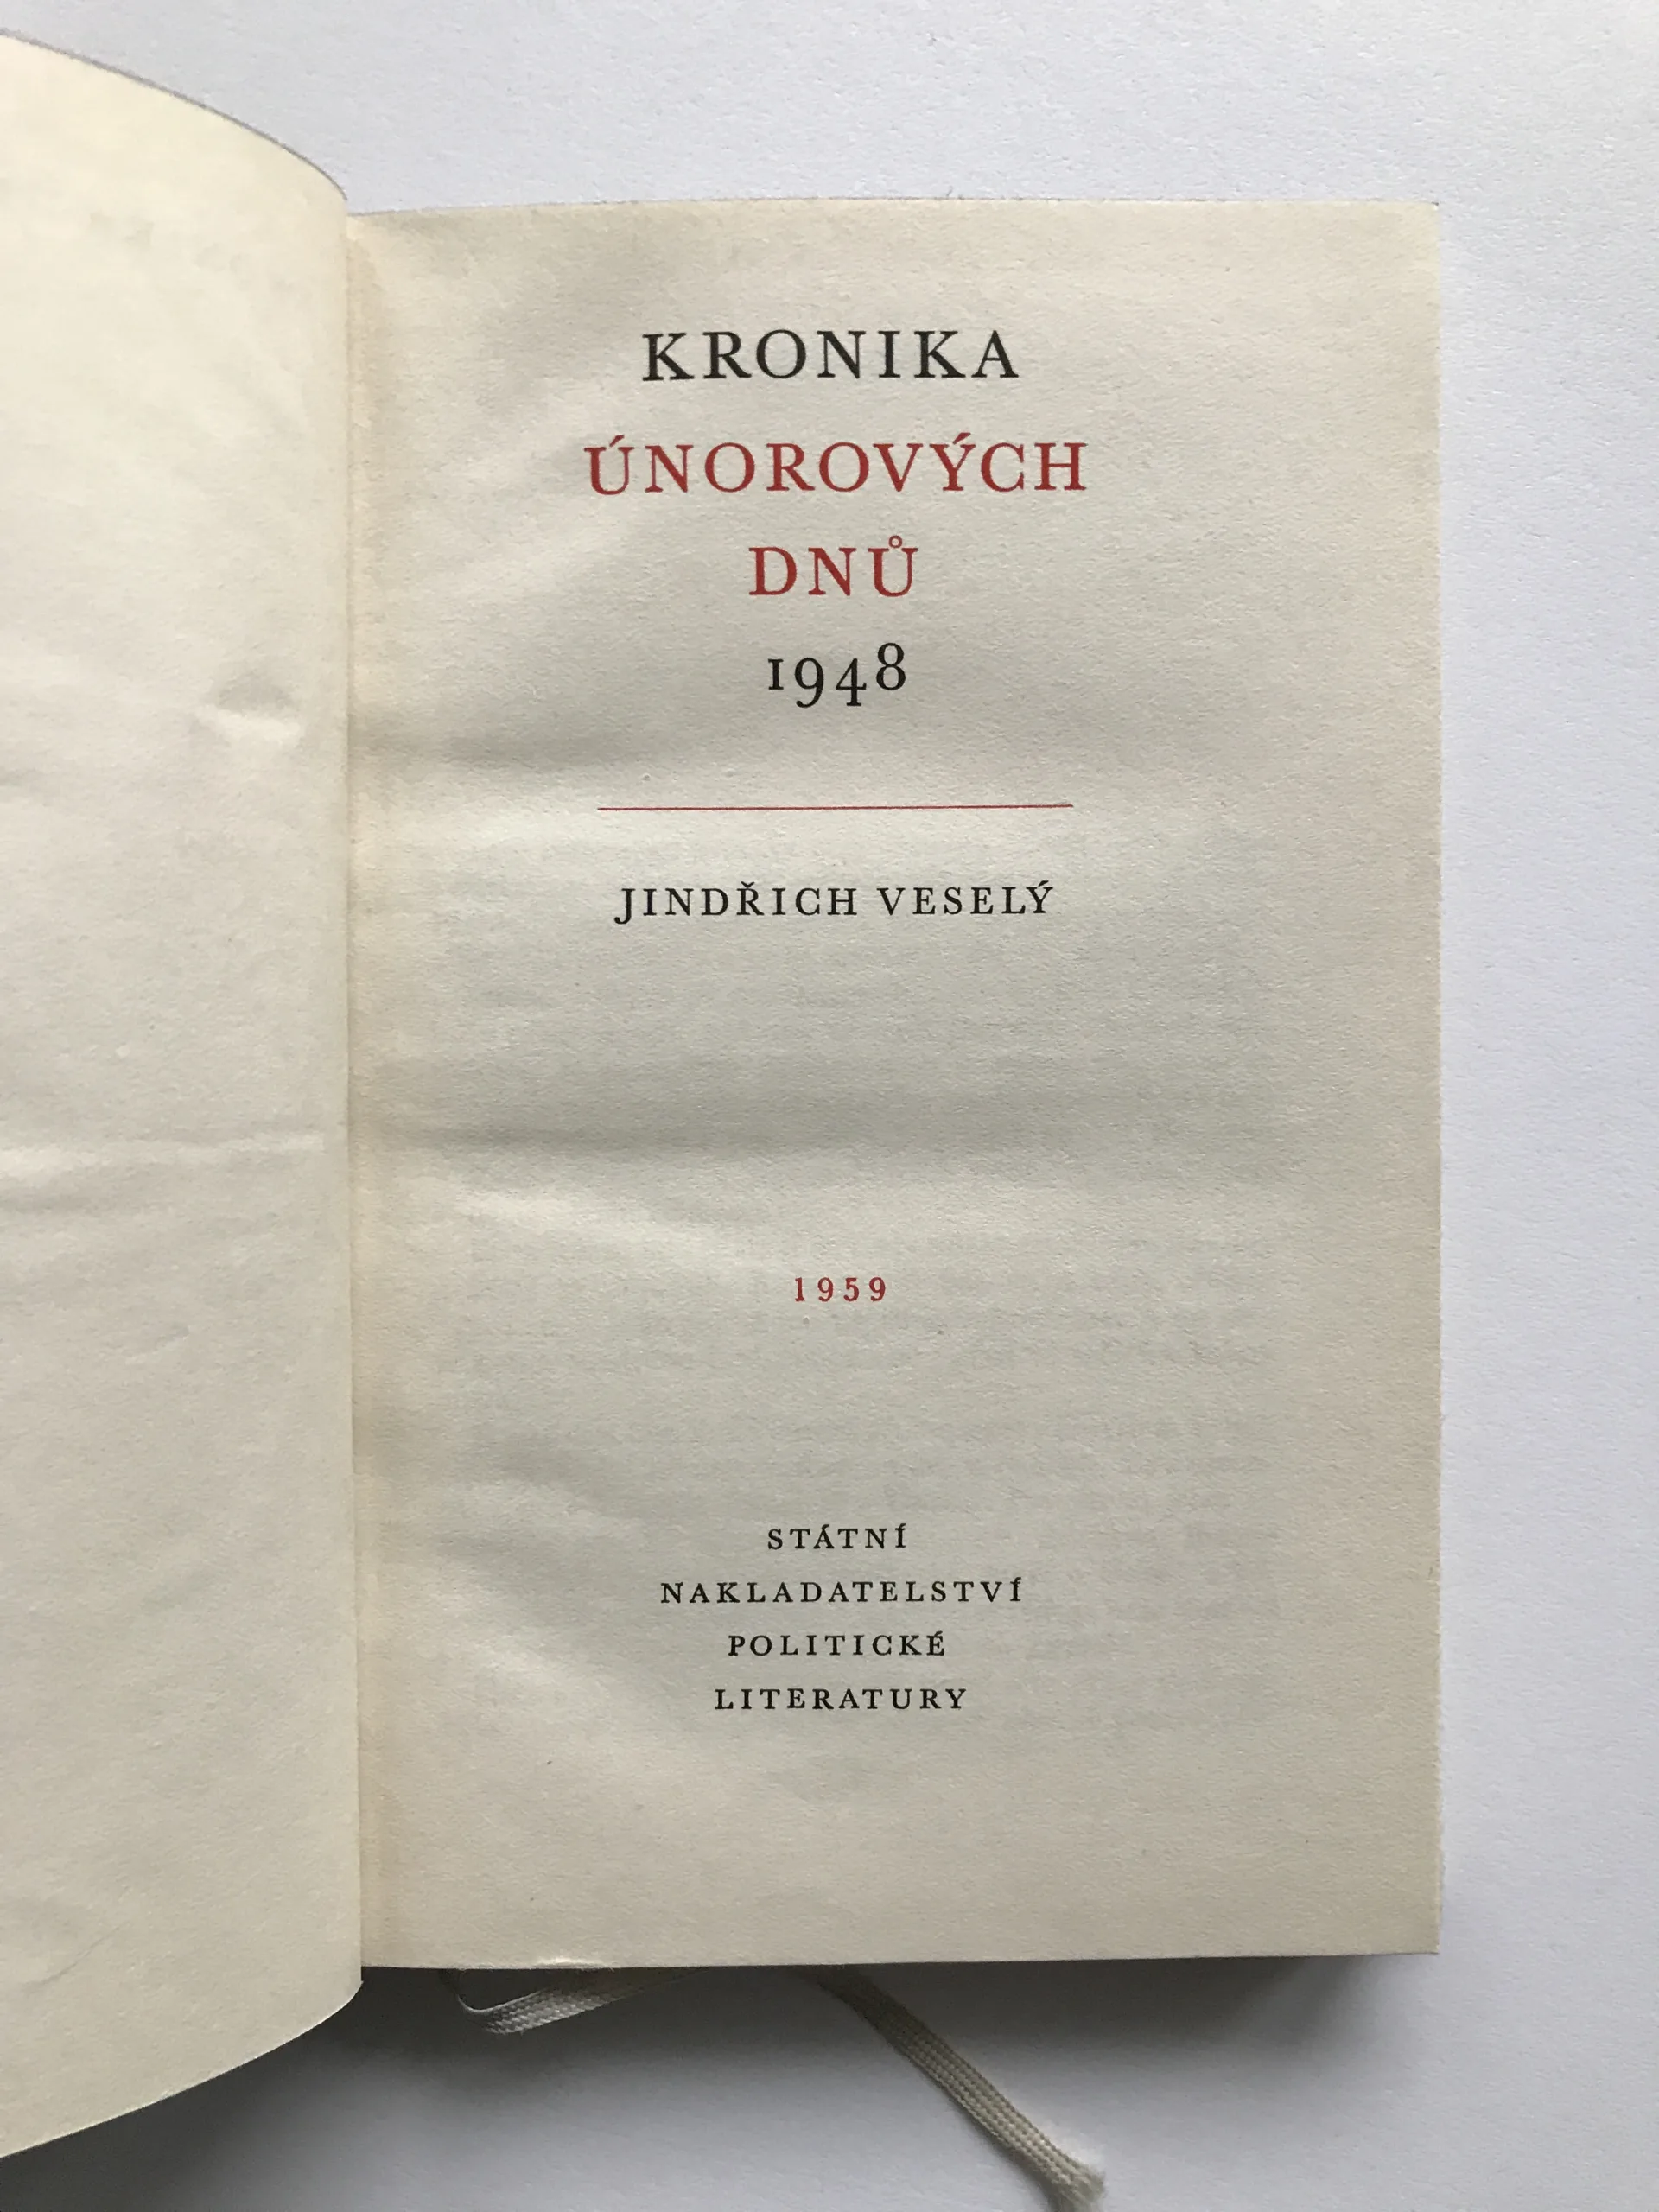 KRONIKA
ÚNOROVÝCH
DNŮ
1948
JINDŘICH VESELÝ
1959
STÁTNÍ
NAKLADATELSTVÍ
POLITICKÉ
LITERATURY